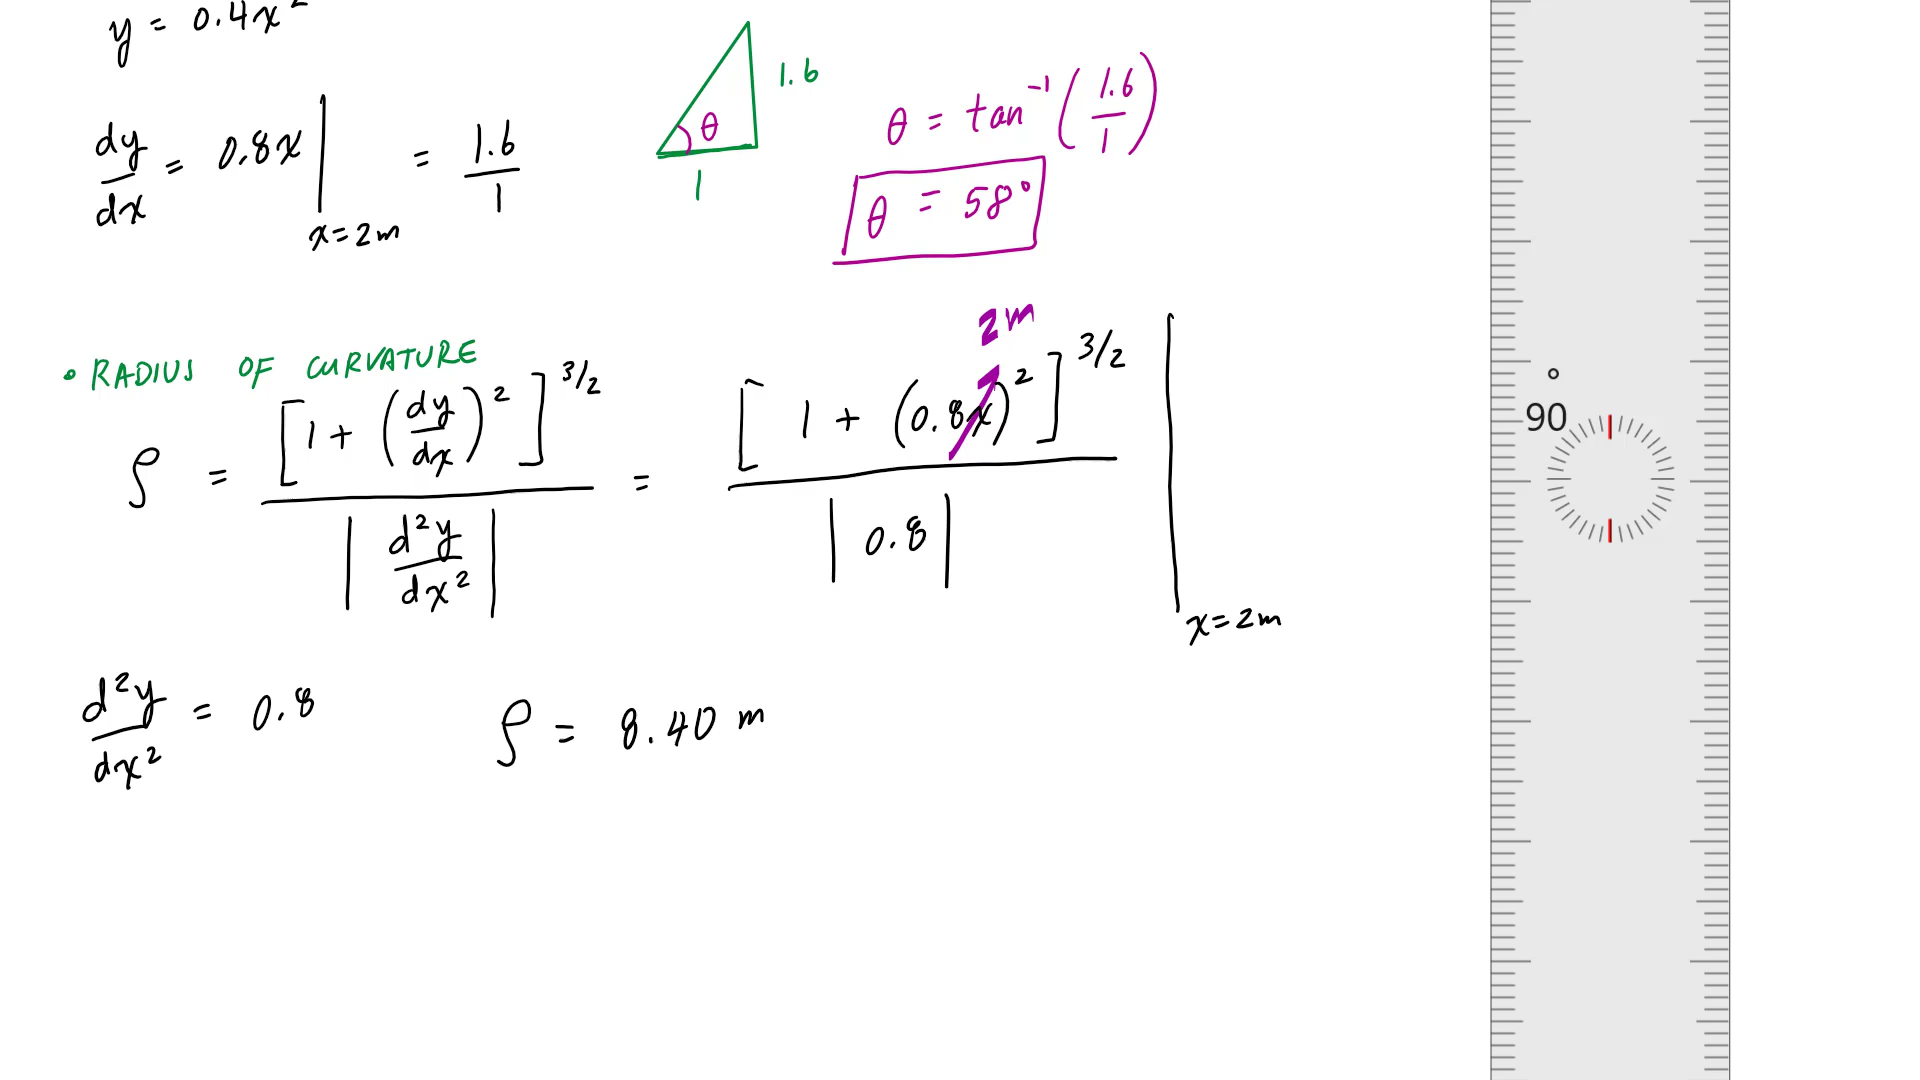 y = 0.4x²
1.6
θ
1
dy/dx = 0.8x | x=2m = 1.6/1
θ = tan⁻¹(1.6/1)
θ = 58°
• RADIUS OF CURVATURE
2m
ρ = [1 + (dy/dx)²]^3/2 / |d²y/dx²| = [1 + (0.8x)²]^3/2 / |0.8| | x=2m
d²y/dx² = 0.8
ρ = 8.40 m
°
90